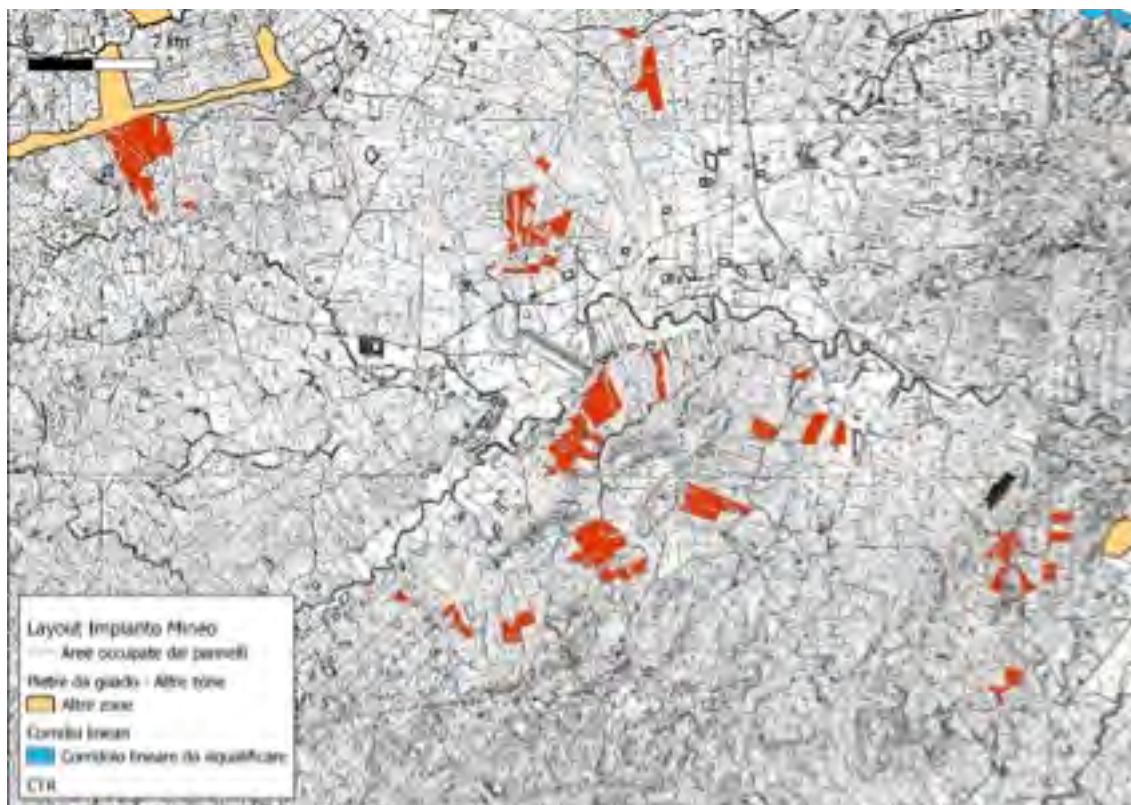 2 km
Layout Impianto Mineo
Aree occupate dai pannelli
Pietre da guado - Altre zone
Altre zone
Corridoi lineari
Corridoio lineare da riqualificare
CTR